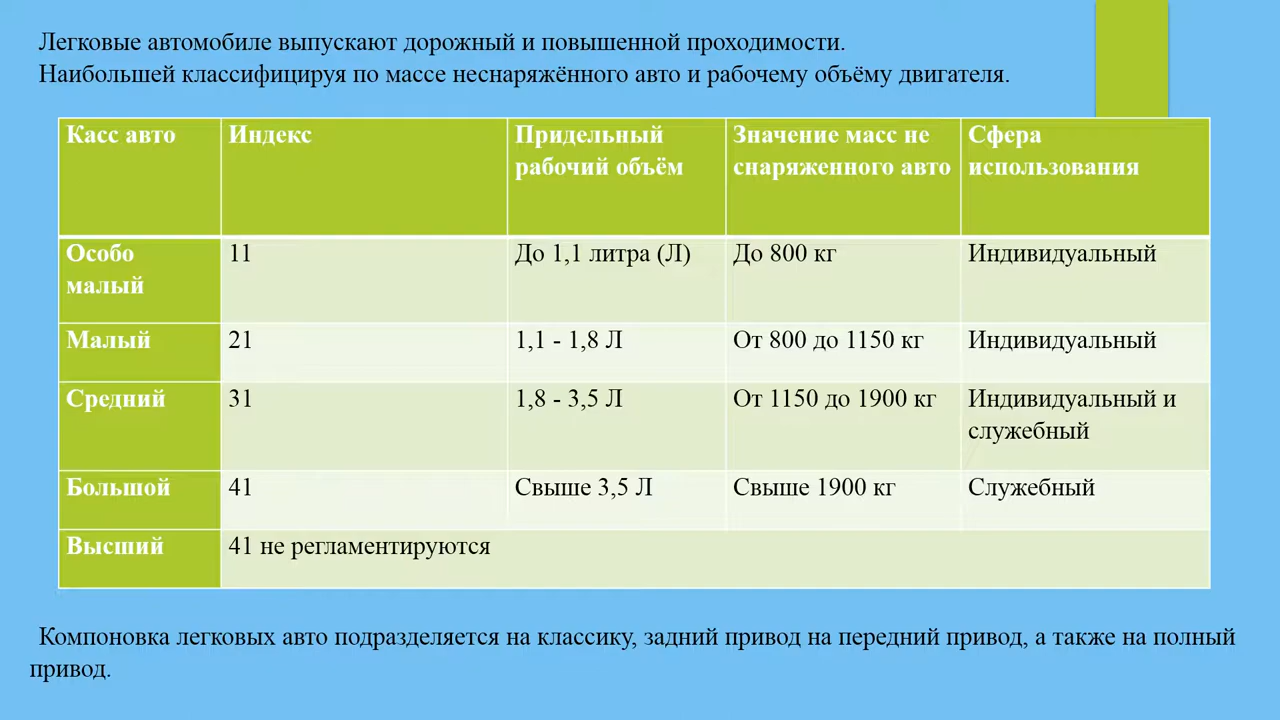 Легковые автомобиле выпускают дорожный и повышенной проходимости.
Наибольшей классифицируя по массе неснаряжённого авто и рабочему объёму двигателя.
Касс авто
Индекс
Придельный
рабочий объём
Значение масс не
снаряженного авто
Сфера
использования
Особо
малый
11
До 1,1 литра (Л)
До 800 кг
Индивидуальный
Малый
21
1,1 - 1,8 Л
От 800 до 1150 кг
Индивидуальный
Средний
31
1,8 - 3,5 Л
От 1150 до 1900 кг
Индивидуальный и
служебный
Большой
41
Свыше 3,5 Л
Свыше 1900 кг
Служебный
Высший
41 не регламентируются
Компоновка легковых авто подразделяется на классику, задний привод на передний привод, а также на полный
привод.